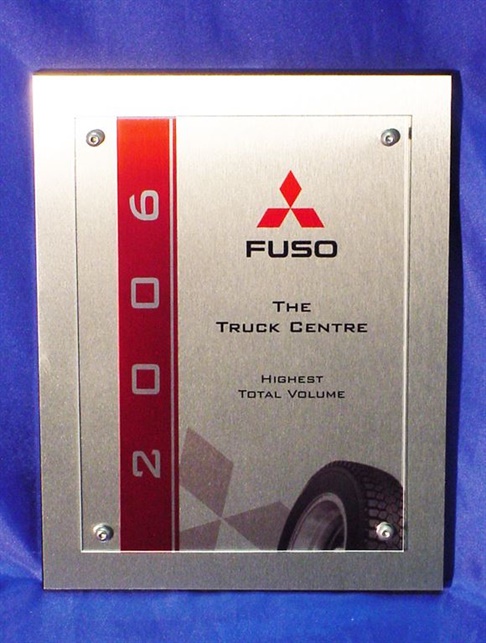 2006
FUSO
THE
TRUCK CENTRE
HIGHEST
TOTAL VOLUME